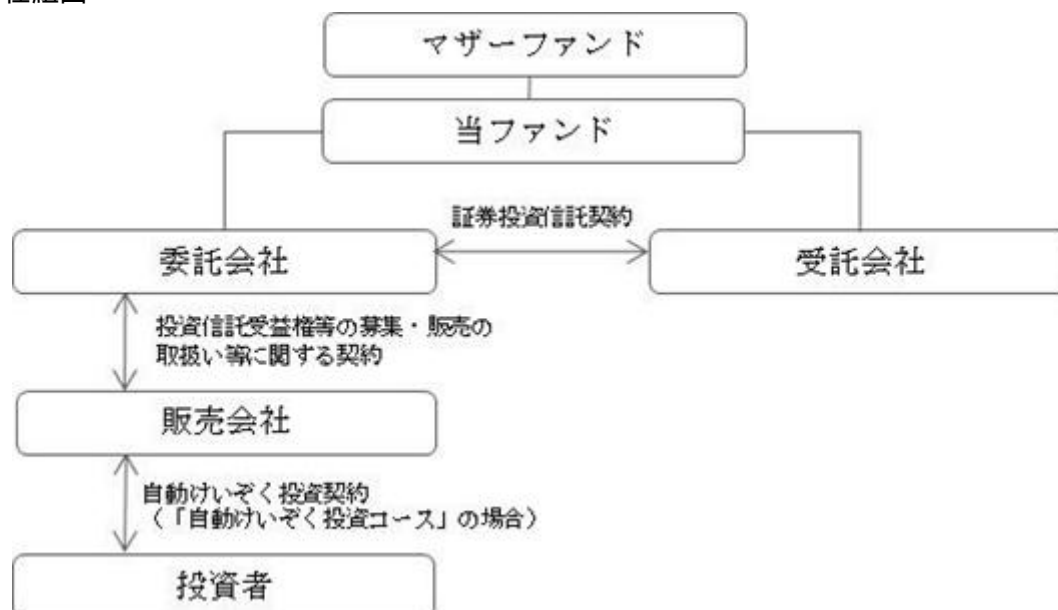 マザーファンド
当ファンド
証券投資信託契約
委託会社
受託会社
投資信託受益権等の募集・販売の
取扱い等に関する契約
販売会社
自動けいぞく投資契約
（「自動けいぞく投資コース」の場合）
投資者